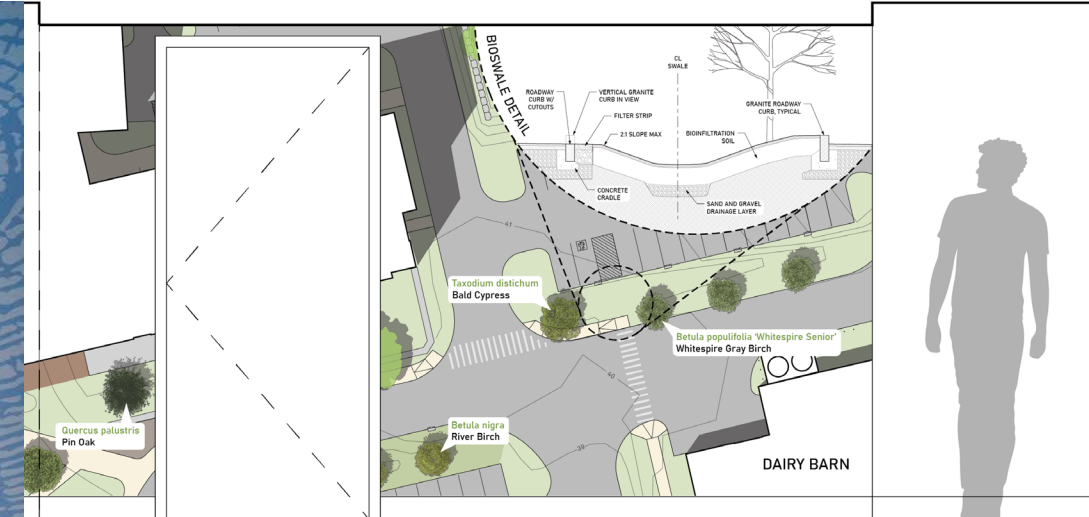 BIOSWALE DETAIL
CL
SWALE
ROADWAY
CURB W/
CUTOUTS
VERTICAL GRANITE
CURB IN VIEW
FILTER STRIP
2:1 SLOPE MAX
GRANITE ROADWAY
CURB, TYPICAL
BIOINFILTRATION
SOIL
CONCRETE
CRADLE
SAND AND GRAVEL
DRAINAGE LAYER
41
Taxodium distichum
Bald Cypress
Betula populifolia 'Whitespire Senior'
Whitespire Gray Birch
40
Quercus palustris
Pin Oak
Betula nigra
River Birch
39
DAIRY BARN